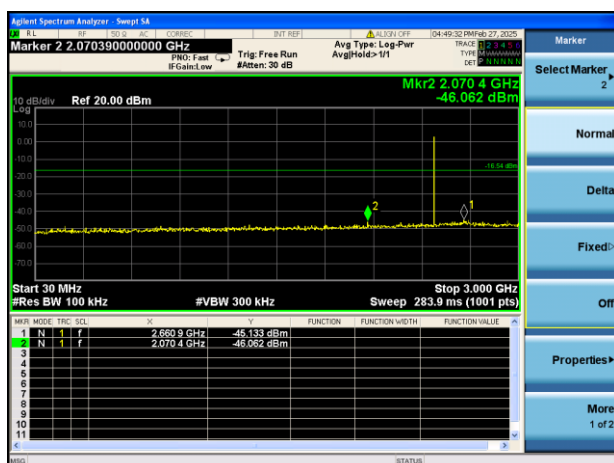 Agilent Spectrum Analyzer - Swept SA
RL RF 50 Ω AC CORREC INT REF ALIGN OFF 04:49:32 PM Feb 27, 2025
Marker 2 2.070390000000 GHz
PNO: Fast
IFGain:Low
Trig: Free Run
#Atten: 30 dB
Avg Type: Log-Pwr
Avg|Hold:>1/1
TRACE 1 2 3 4 5 6
TYPE M
DET P N N N N N
Mkr2 2.070 4 GHz
-46.062 dBm
10 dB/div Ref 20.00 dBm
Log
10.0
0.00
-10.0
-16.54 dBm
-20.0
-30.0
-40.0
-50.0
-60.0
-70.0
2
1
Start 30 MHz Stop 3.000 GHz
#Res BW 100 kHz #VBW 300 kHz Sweep 283.9 ms (1001 pts)
MKR MODE TRC SCL X Y FUNCTION FUNCTION WIDTH FUNCTION VALUE
1 N 1 f 2.660 9 GHz -45.133 dBm
2 N 1 f 2.070 4 GHz -46.062 dBm
3
4
5
6
7
8
9
10
11
MSG STATUS
Marker
Select Marker
2
Normal
Delta
Fixed
Off
Properties
More
1 of 2